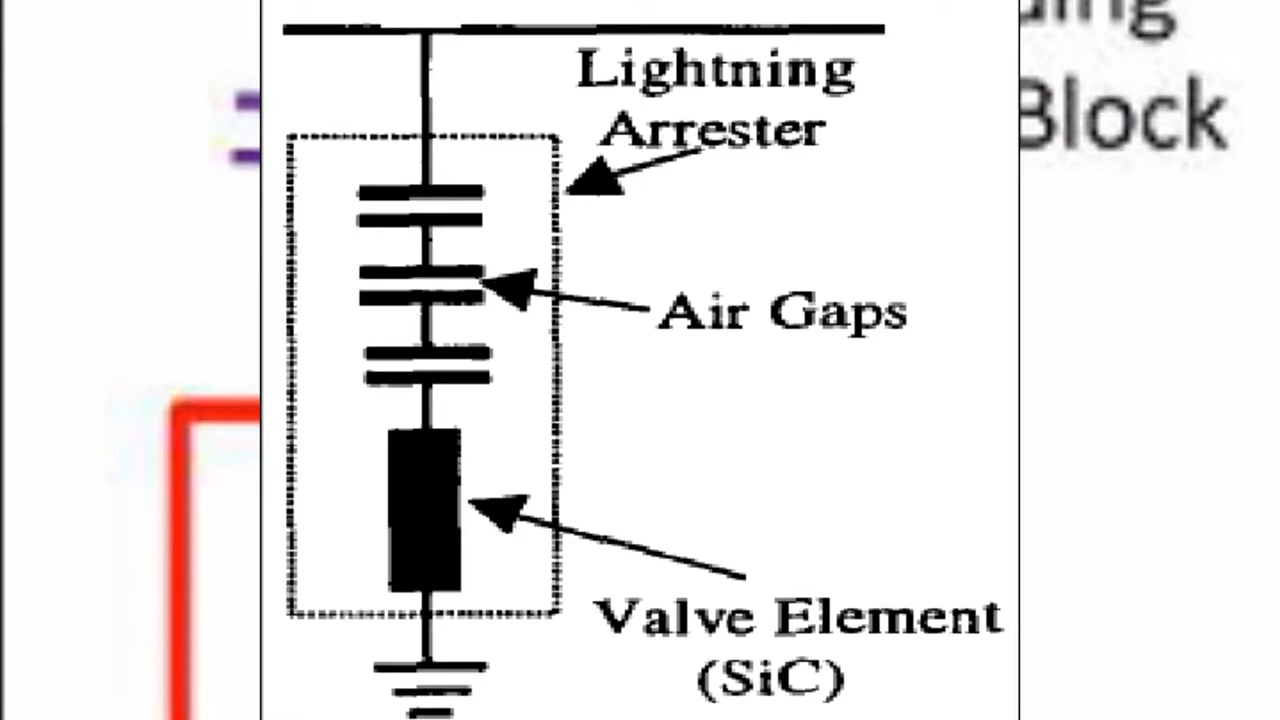 Lightning
Arrester
Air Gaps
Valve Element
(SiC)
Block